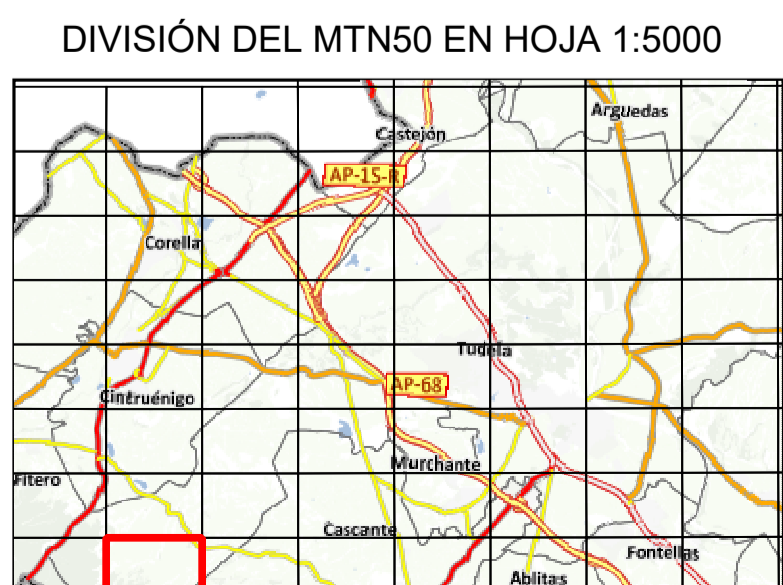 DIVISIÓN DEL MTN50 EN HOJA 1:5000
Arguedas
Castejón
AP-15-R
Corella
Tudela
AP-68
Cintruénigo
Murchante
Fitero
Cascante
Fontellas
Ablitas